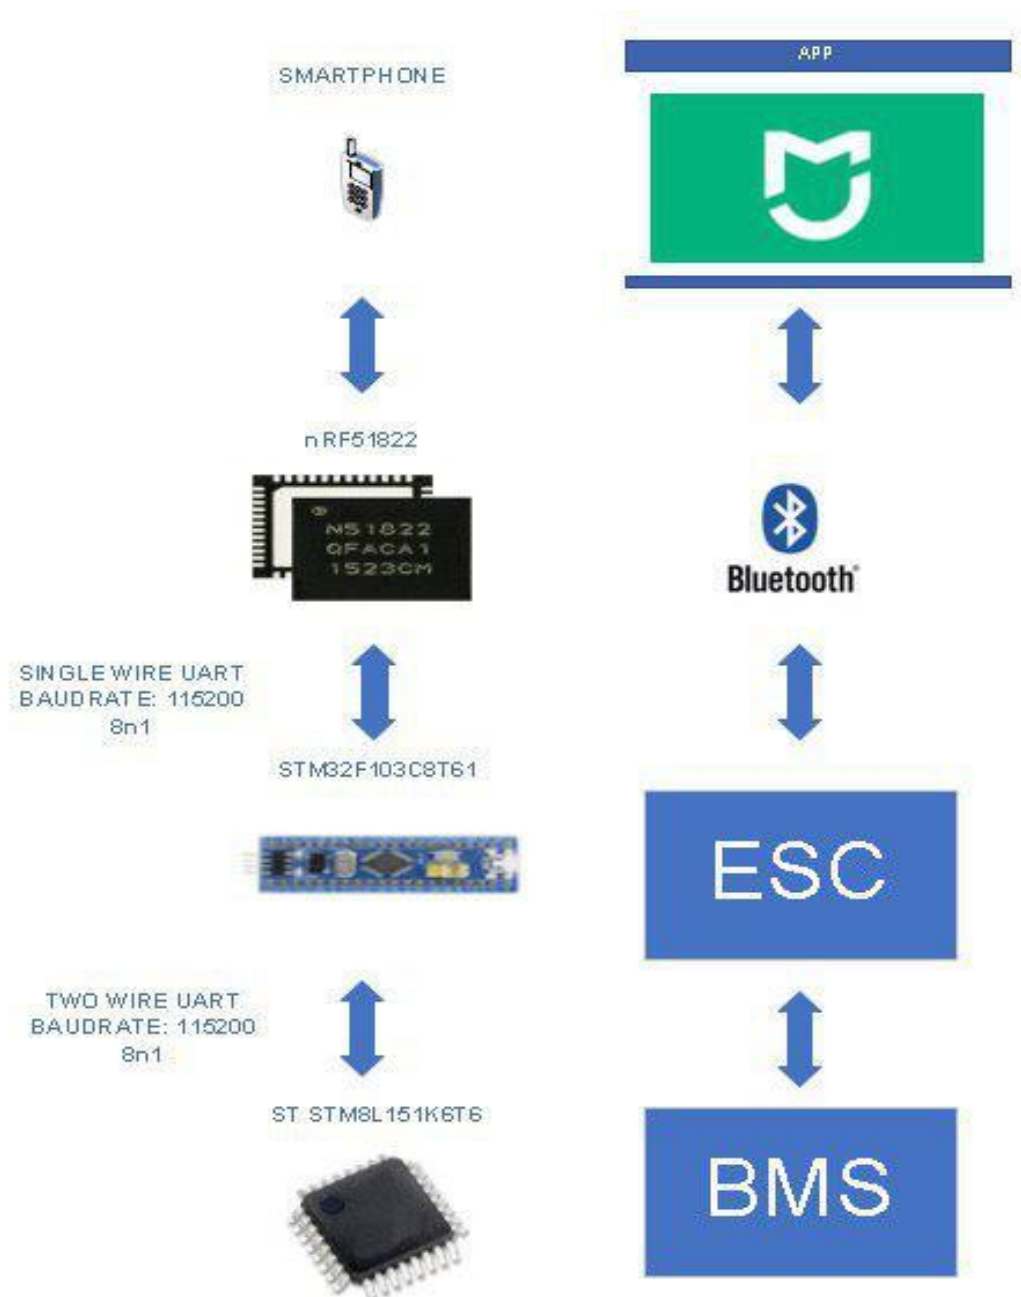 SMARTPHONE
APP
nRF51822
N51822
QFACA1
1523CM
Bluetooth®
SINGLE WIRE UART
BAUDRATE: 115200
8n1
STM32F103C8T61
ESC
TWO WIRE UART
BAUDRATE: 115200
8n1
ST STM8L151K6T6
BMS